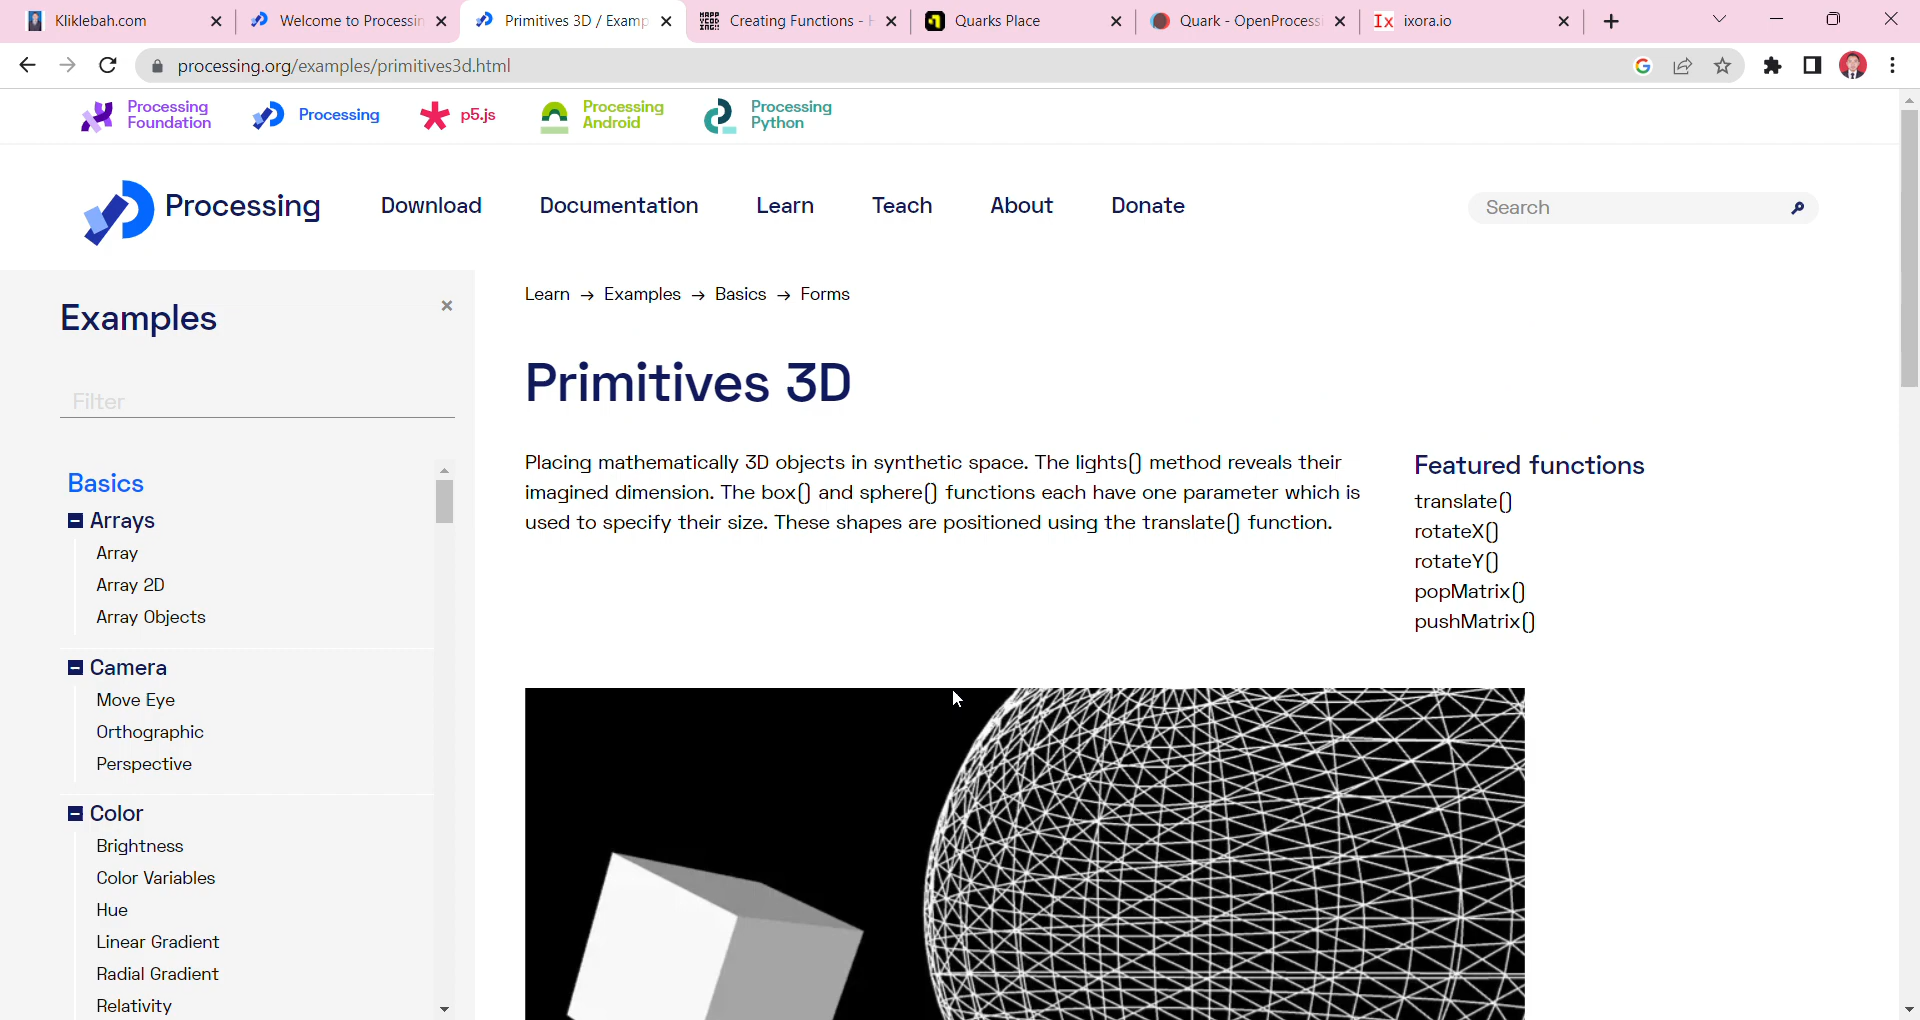 Kliklebah.com
Welcome to Processin
Primitives 3D / Examp
Creating Functions - H
Quarks Place
Quark - OpenProcessi
ixora.io
processing.org/examples/primitives3d.html
Processing
Foundation
Processing
p5.js
Processing
Android
Processing
Python
Processing
Download
Documentation
Learn
Teach
About
Donate
Search
Examples
Filter
Basics
Arrays
Array
Array 2D
Array Objects
Camera
Move Eye
Orthographic
Perspective
Color
Brightness
Color Variables
Hue
Linear Gradient
Radial Gradient
Relativity
Learn → Examples → Basics → Forms
Primitives 3D
Placing mathematically 3D objects in synthetic space. The lights() method reveals their
imagined dimension. The box() and sphere() functions each have one parameter which is
used to specify their size. These shapes are positioned using the translate() function.
Featured functions
translate()
rotateX()
rotateY()
popMatrix()
pushMatrix()